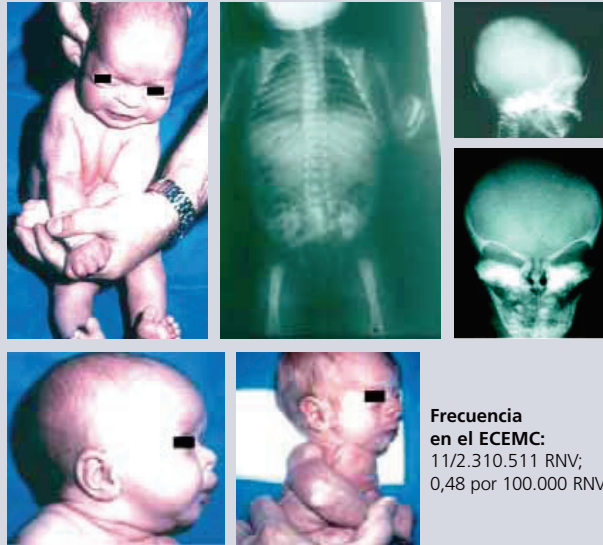 Frecuencia
en el ECEMC:
11/2.310.511 RNV;
0,48 por 100.000 RNV